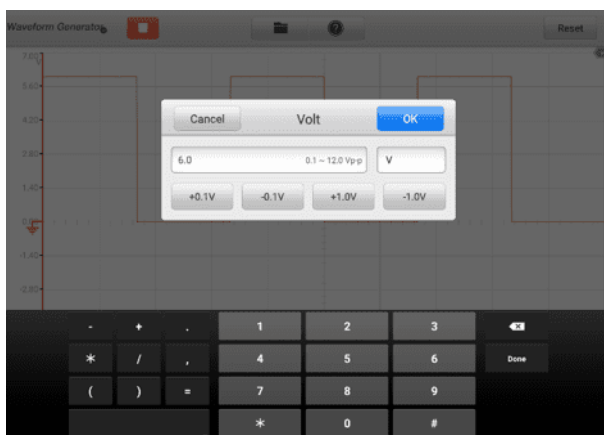 Waveform Generator Reset
7.00
5.60
4.20
2.80
1.40
0.00
-1.40
-2.80
Cancel Volt OK
6.0 0.1 ~ 12.0 Vp-p V
+0.1V -0.1V +1.0V -1.0V
- + . 1 2 3
* / , 4 5 6 Done
( ) = 7 8 9
* 0 #